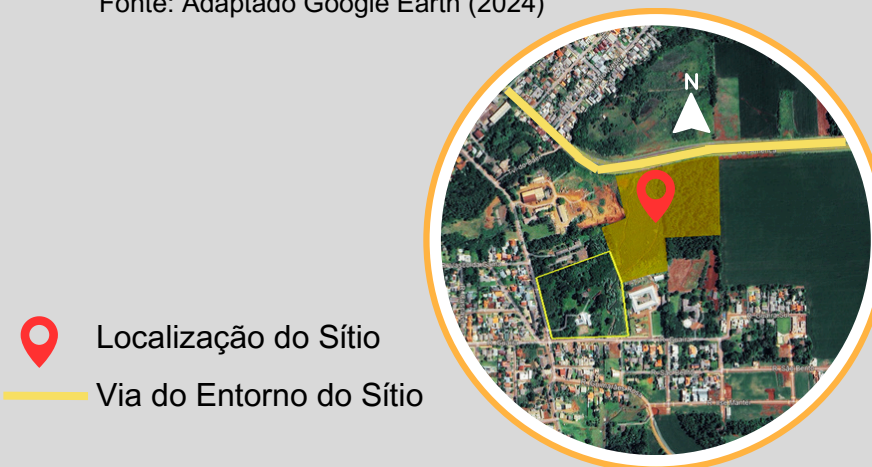 Fonte: Adaptado Google Earth (2024)
N
Localização do Sítio
Via do Entorno do Sítio